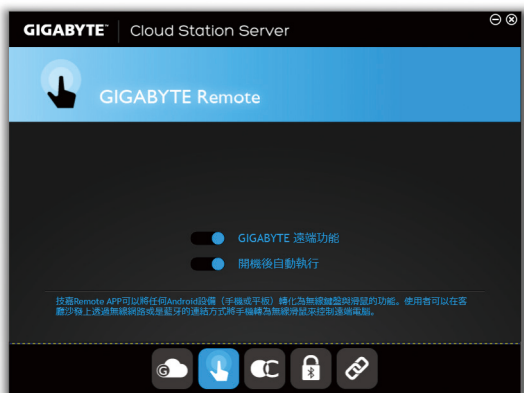 GIGABYTE™ Cloud Station Server
GIGABYTE Remote
GIGABYTE 遠端功能
開機後自動執行
技嘉Remote APP可以將任何Android設備（手機或平板）轉化為無線鍵盤與滑鼠的功能。使用者可以在客
廳沙發上透過無線網路或是藍牙的連結方式將手機轉為無線滑鼠來控制遠端電腦。
G